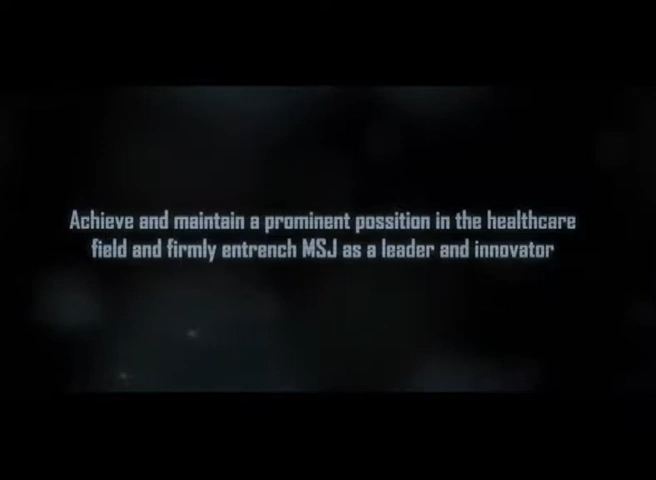 Achieve and maintain a prominent possition in the healthcare
field and firmly entrench MSJ as a leader and innovator